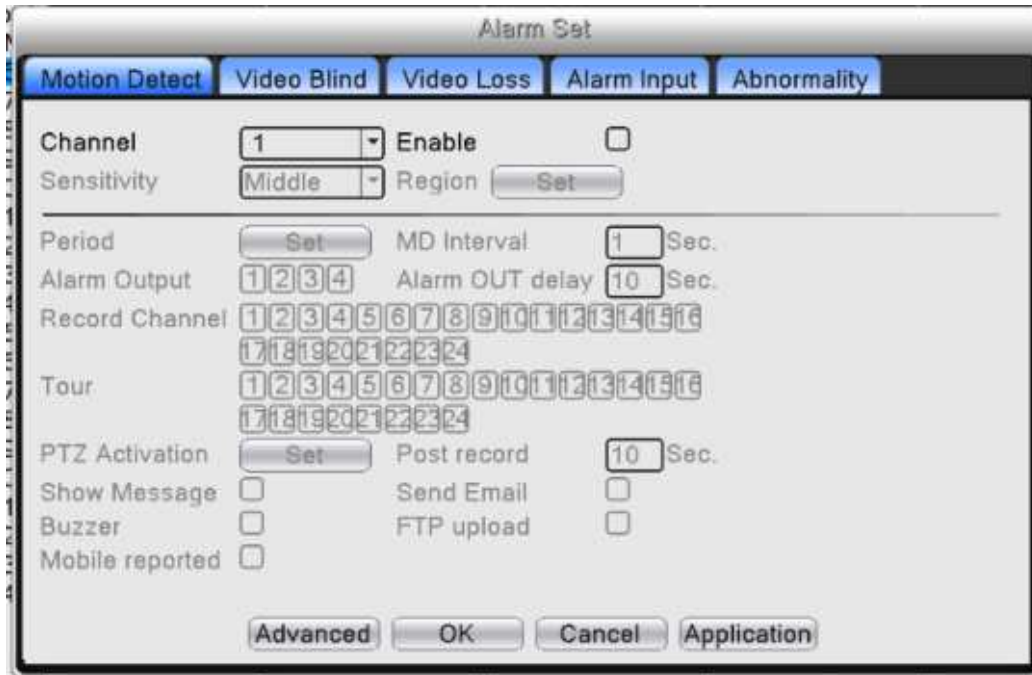 Alarm Set
Motion Detect Video Blind Video Loss Alarm Input Abnormality
Channel 1 Enable
Sensitivity Middle Region Set
Period Set MD Interval 1 Sec.
Alarm Output 1 2 3 4 Alarm OUT delay 10 Sec.
Record Channel 1 2 3 4 5 6 7 8 9 10 11 12 13 14 15 16
17 18 19 20 21 22 23 24
Tour 1 2 3 4 5 6 7 8 9 10 11 12 13 14 15 16
17 18 19 20 21 22 23 24
PTZ Activation Set Post record 10 Sec.
Show Message Send Email
Buzzer FTP upload
Mobile reported
Advanced OK Cancel Application